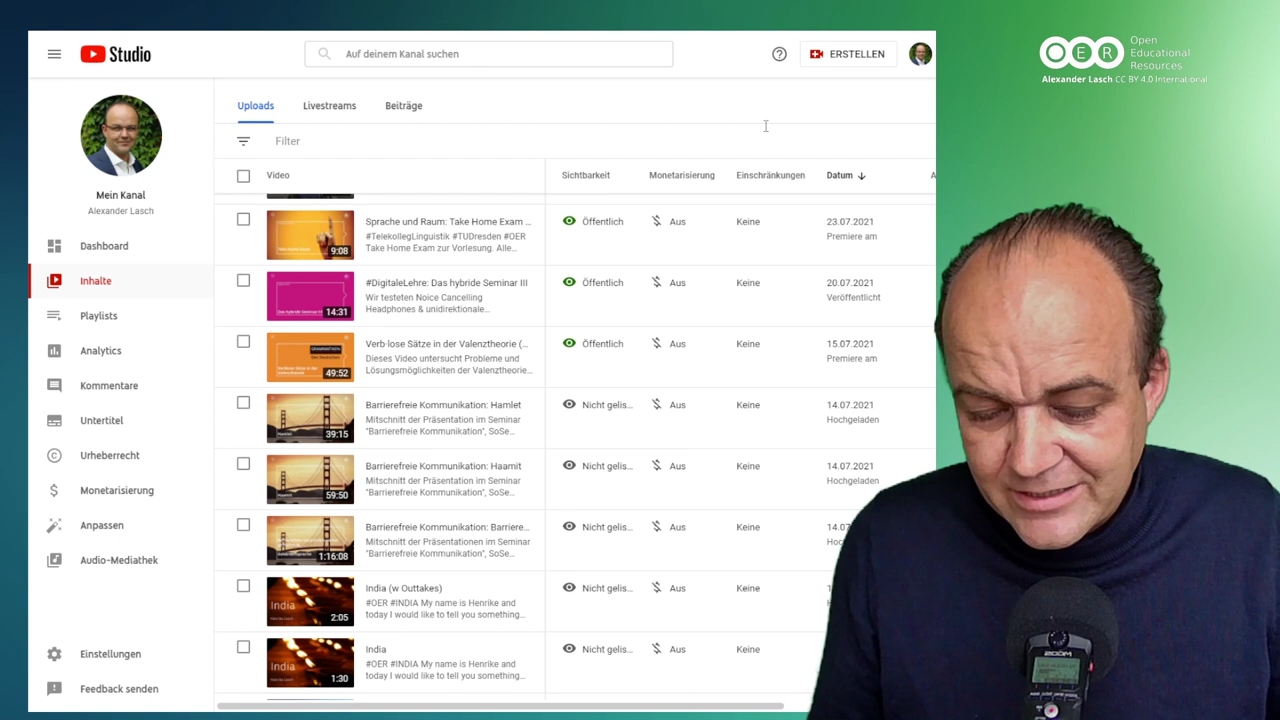 Studio
Auf deinem Kanal suchen
ERSTELLEN
OER
Open
Educational
Resources
Alexander Lasch CC BY 4.0 International
Mein Kanal
Alexander Lasch
Dashboard
Inhalte
Playlists
Analytics
Kommentare
Untertitel
Urheberrecht
Monetarisierung
Anpassen
Audio-Mediathek
Einstellungen
Feedback senden
Uploads Livestreams Beiträge
Filter
Video Sichtbarkeit Monetarisierung Einschränkungen Datum A
Sprache und Raum: Take Home Exam ... Öffentlich Aus Keine 23.07.2021
#TelekollegLinguistik #TUDresden #OER Premiere am
Take Home Exam zur Vorlesung. Alle...
9:08
#DigitaleLehre: Das hybride Seminar III Öffentlich Aus Keine 20.07.2021
Wir testeten Noice Cancelling Veröffentlicht
Headphones & unidirektionale...
14:31
Verb-lose Sätze in der Valenztheorie (... Öffentlich Aus Keine 15.07.2021
Dieses Video untersucht Probleme und Premiere am
Lösungsmöglichkeiten der Valenztheorie...
49:52
Barrierefreie Kommunikation: Hamlet Nicht gelis... Aus Keine 14.07.2021
Mitschnitt der Präsentation im Seminar Hochgeladen
"Barrierefreie Kommunikation", SoSe...
39:15
Barrierefreie Kommunikation: Haamit Nicht gelis... Aus Keine 14.07.2021
Mitschnitt der Präsentation im Seminar Hochgeladen
"Barrierefreie Kommunikation", SoSe...
59:50
Barrierefreie Kommunikation: Barriere... Nicht gelis... Aus Keine 14.07
Mitschnitt der Präsentationen im Seminar Hoc
"Barrierefreie Kommunikation", SoSe...
1:16:08
India (w Outtakes) Nicht gelis... Aus Keine
#OER #INDIA My name is Henrike and
today I would like to tell you something...
India
2:05
India Nicht gelis... Aus Keine
#OER #INDIA My name is Henrike and
today I would like to tell you something...
India
1:30
ZOOM